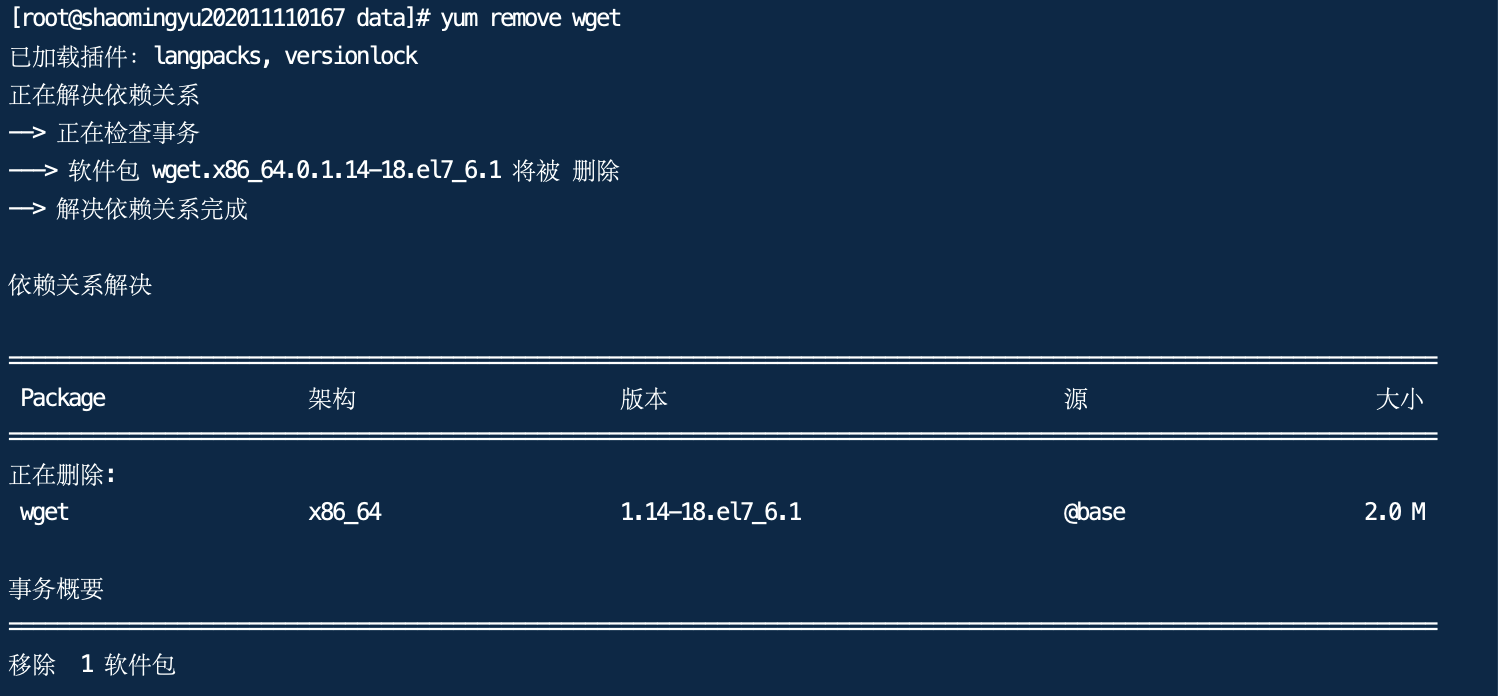 [root@shaomingyu202011110167 data]# yum remove wget
已加载插件：langpacks, versionlock
正在解决依赖关系
--> 正在检查事务
---> 软件包 wget.x86_64.0.1.14-18.el7_6.1 将被 删除
--> 解决依赖关系完成
依赖关系解决
================================================================================
Package 架构 版本 源 大小
================================================================================
正在删除:
wget x86_64 1.14-18.el7_6.1 @base 2.0 M
事务概要
================================================================================
移除  1 软件包